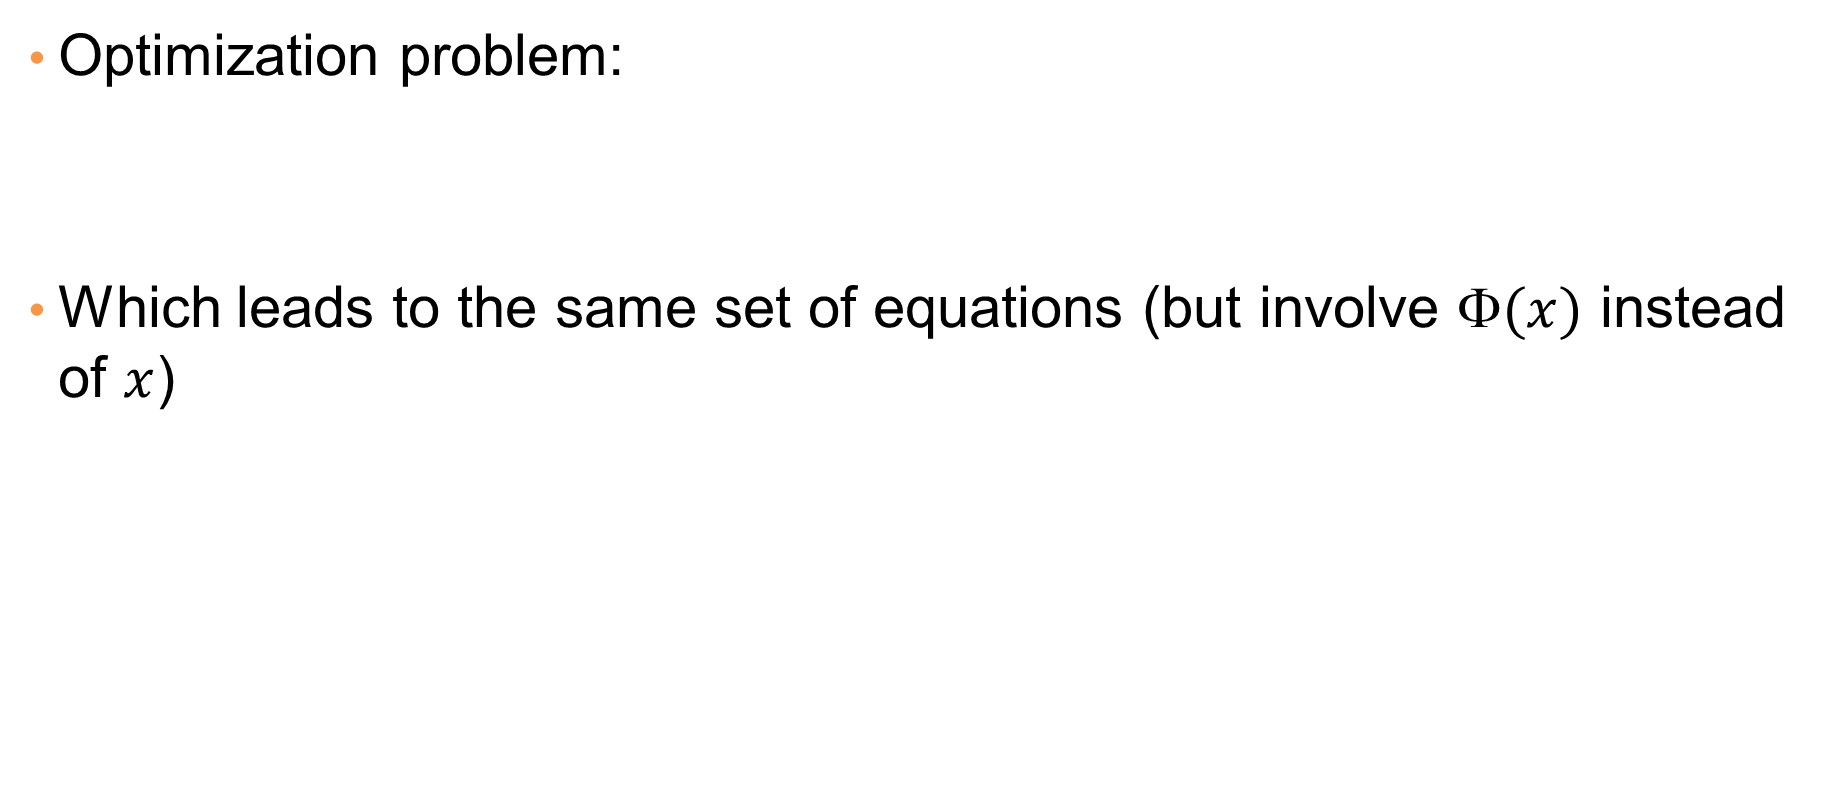 • Optimization problem:
• Which leads to the same set of equations (but involve Φ(𝑥) instead
of 𝑥)